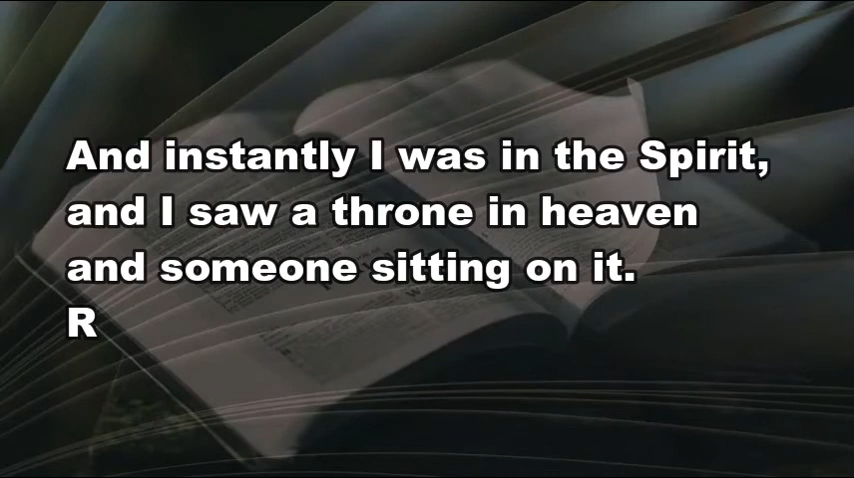 And instantly I was in the Spirit,
and I saw a throne in heaven
and someone sitting on it.
R